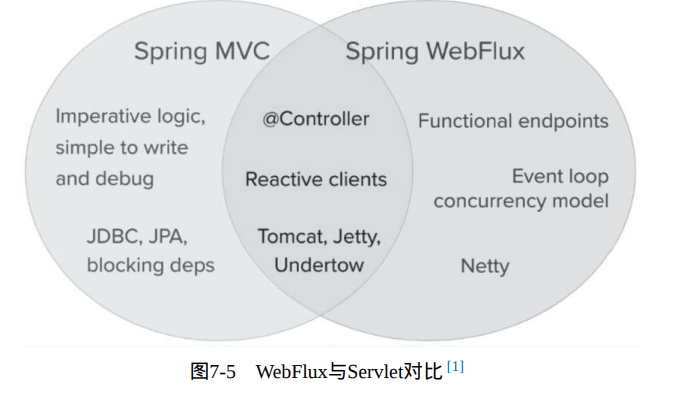 Spring MVC
Spring WebFlux
Imperative logic,
simple to write
and debug
JDBC, JPA,
blocking deps
@Controller
Reactive clients
Tomcat, Jetty,
Undertow
Functional endpoints
Event loop
concurrency model
Netty
图7-5 WebFlux与Servlet对比[1]